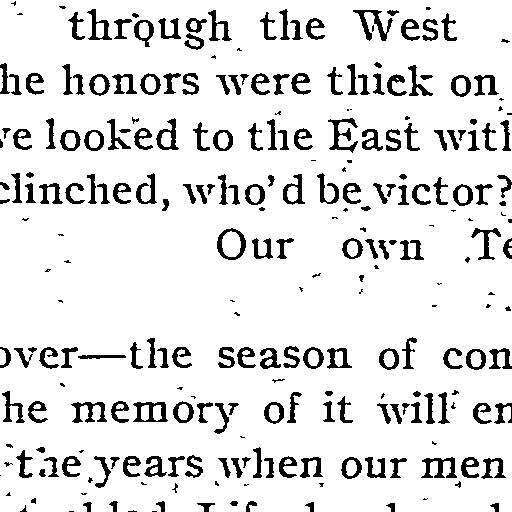 through the West
he honors were thick on
ve looked to the East with
clinched, who'd be victor?
Our own Te
over—the season of con
he memory of it will en
the years when our men